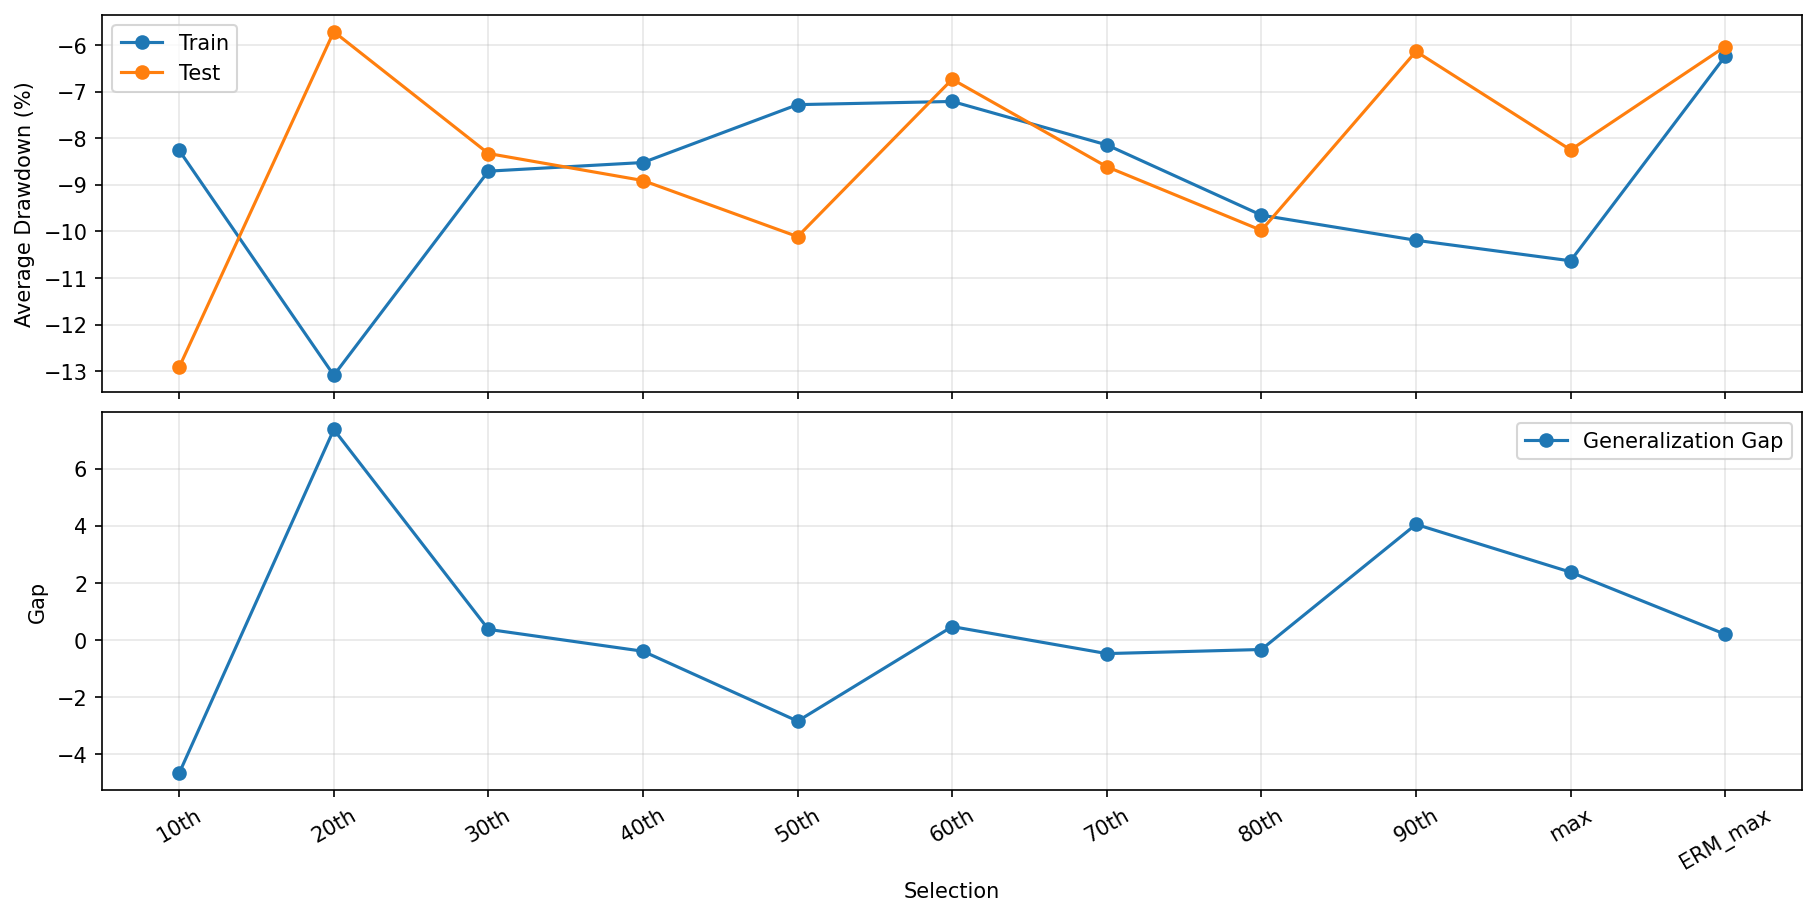 Train
Test
Average Drawdown (%)
−6
−7
−8
−9
−10
−11
−12
−13
Generalization Gap
Gap
6
4
2
0
−2
−4
10th
20th
30th
40th
50th
60th
70th
80th
90th
max
ERM_max
Selection